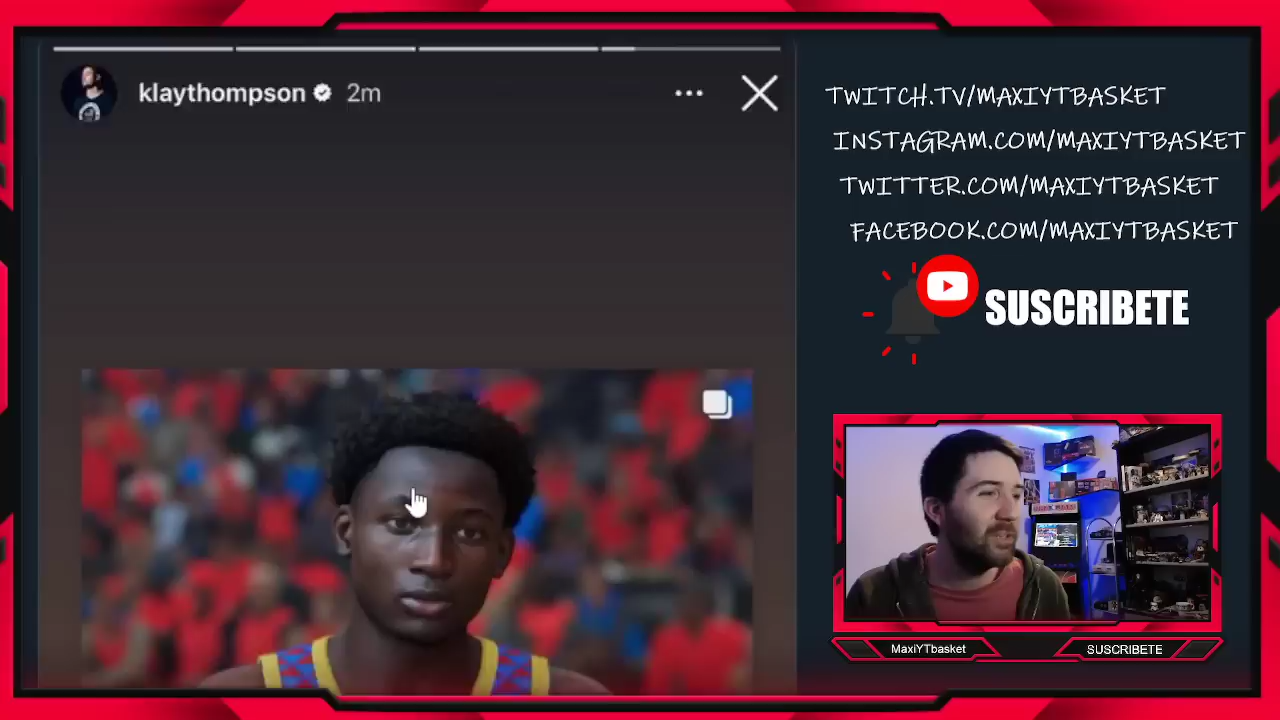 klaythompson 2m
TWITCH.TV/MAXIYTBASKET
INSTAGRAM.COM/MAXIYTBASKET
TWITTER.COM/MAXIYTBASKET
FACEBOOK.COM/MAXIYTBASKET
SUSCRIBETE
MaxiYTbasket
SUSCRIBETE